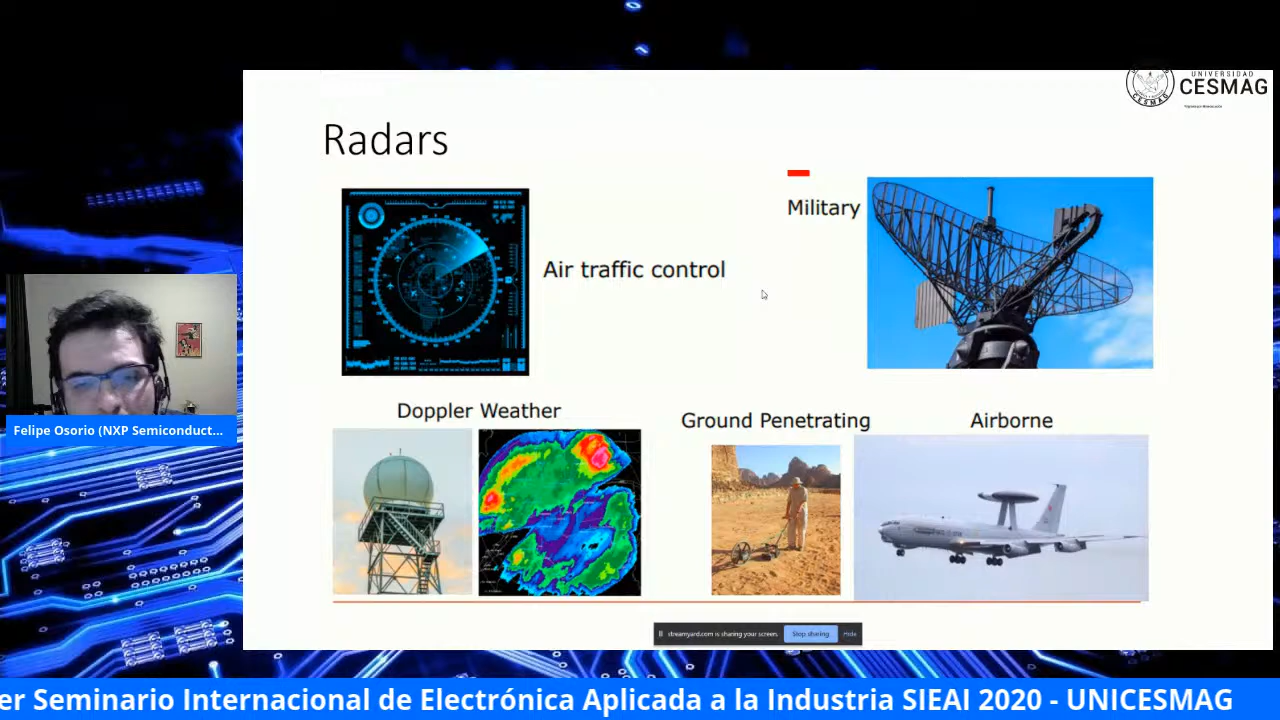 UNIVERSIDAD
CESMAG
Radars
Military
Air traffic control
Doppler Weather
Ground Penetrating
Airborne
Felipe Osorio (NXP Semiconduct...
streamyard.com is sharing your screen.
Stop sharing
Hide
er Seminario Internacional de Electrónica Aplicada a la Industria SIEAI 2020 - UNICESMAG